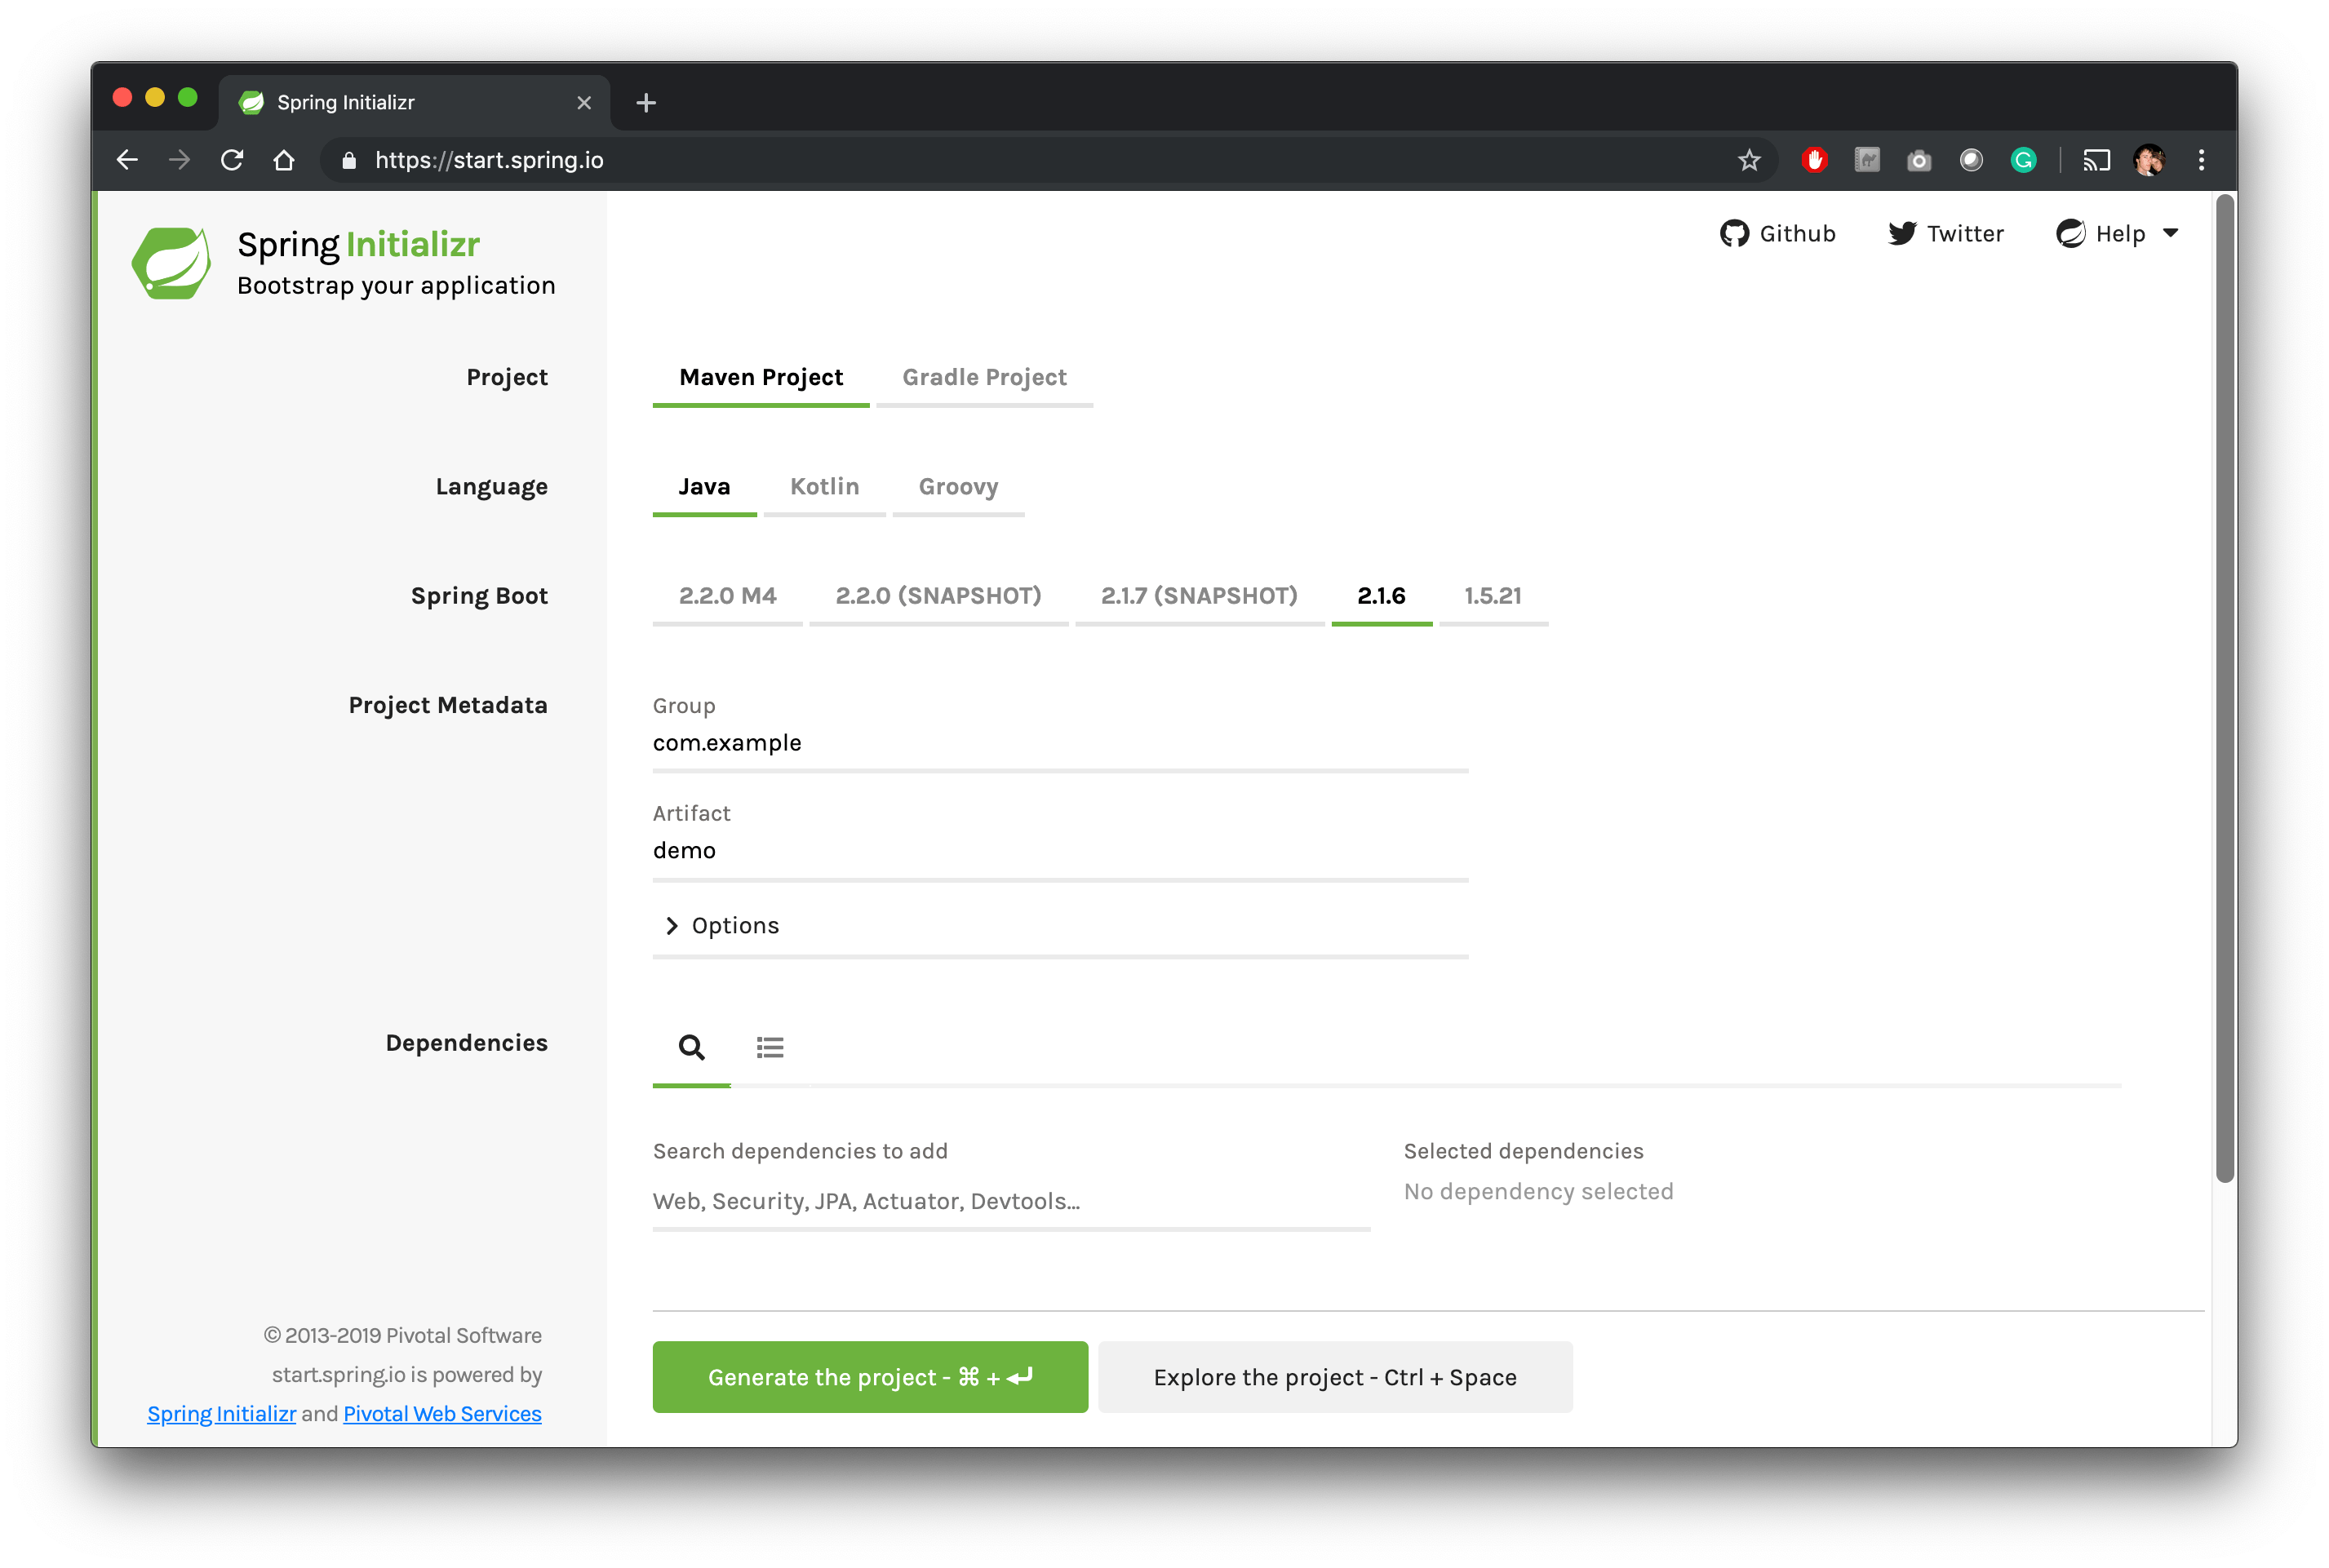 Spring Initializr
https://start.spring.io
Spring Initializr
Bootstrap your application
Github Twitter Help
Project
Maven Project Gradle Project
Language
Java Kotlin Groovy
Spring Boot
2.2.0 M4 2.2.0 (SNAPSHOT) 2.1.7 (SNAPSHOT) 2.1.6 1.5.21
Project Metadata
Group
com.example
Artifact
demo
Options
Dependencies
Search dependencies to add
Web, Security, JPA, Actuator, Devtools...
Selected dependencies
No dependency selected
© 2013-2019 Pivotal Software
start.spring.io is powered by
Spring Initializr and Pivotal Web Services
Generate the project - ⌘ + ↵
Explore the project - Ctrl + Space